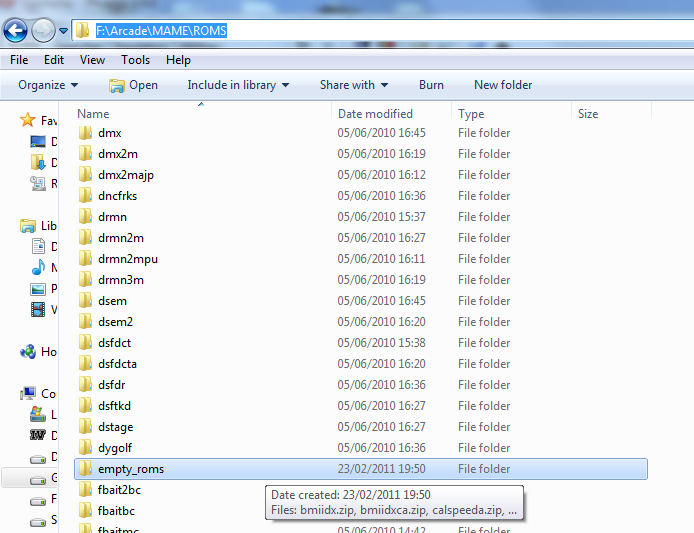 F:\Arcade\MAME\ROMS
File Edit View Tools Help
Organize Open Include in library Share with Burn New folder
Name Date modified Type Size
Fav
dmx 05/06/2010 16:45 File folder
D dmx2m 05/06/2010 16:19 File folder
D dmx2majp 05/06/2010 16:12 File folder
R dncfrks 05/06/2010 16:36 File folder
drmn 05/06/2010 15:37 File folder
Lib drmn2m 05/06/2010 16:27 File folder
D drmn2mpu 05/06/2010 16:11 File folder
M drmn3m 05/06/2010 16:19 File folder
P dsem 05/06/2010 16:45 File folder
V dsem2 05/06/2010 16:20 File folder
dsfdct 05/06/2010 15:38 File folder
Ho dsfdcta 05/06/2010 16:20 File folder
dsfdr 05/06/2010 16:36 File folder
Co dsftkd 05/06/2010 16:27 File folder
L dstage 05/06/2010 16:27 File folder
D dygolf 05/06/2010 16:36 File folder
D empty_roms 23/02/2011 19:50 File folder
G fbait2bc File folder
Date created: 23/02/2011 19:50
F fbaitbc File folder
Files: bmiidx.zip, bmiidxca.zip, calspeeda.zip, ...
S fbaitmc 05/06/2010 14:42 File folder